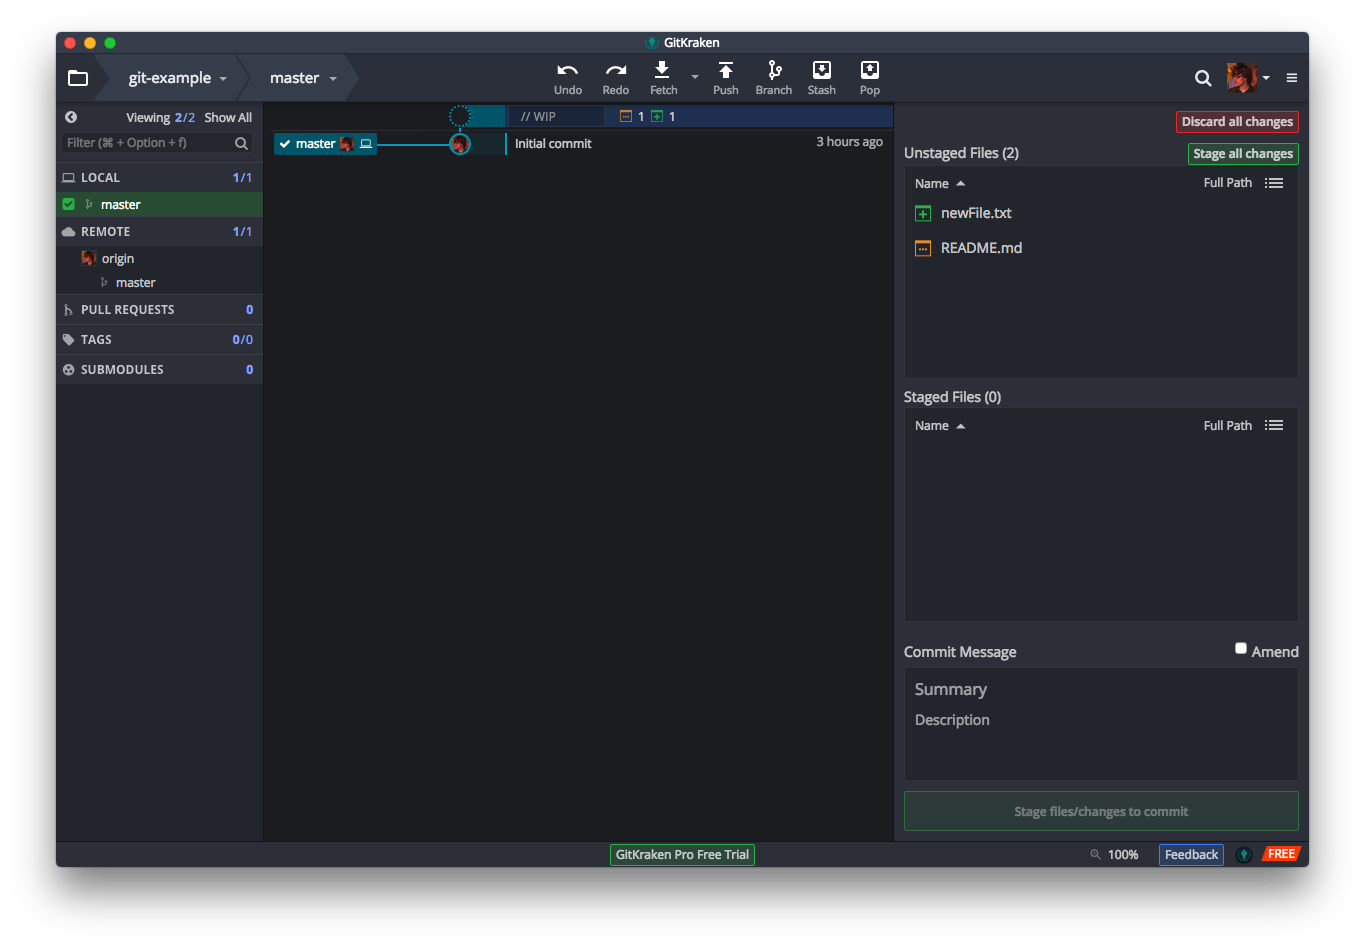 GitKraken
git-example
master
Undo
Redo
Fetch
Push
Branch
Stash
Pop
Viewing 2/2 Show All
Filter (⌘ + Option + f)
LOCAL 1/1
master
REMOTE 1/1
origin
master
PULL REQUESTS 0
TAGS 0/0
SUBMODULES 0
// WIP 1 1
master Initial commit 3 hours ago
Discard all changes
Unstaged Files (2)
Stage all changes
Name Full Path
newFile.txt
README.md
Staged Files (0)
Name Full Path
Commit Message Amend
Summary
Description
Stage files/changes to commit
GitKraken Pro Free Trial
100%
Feedback
FREE